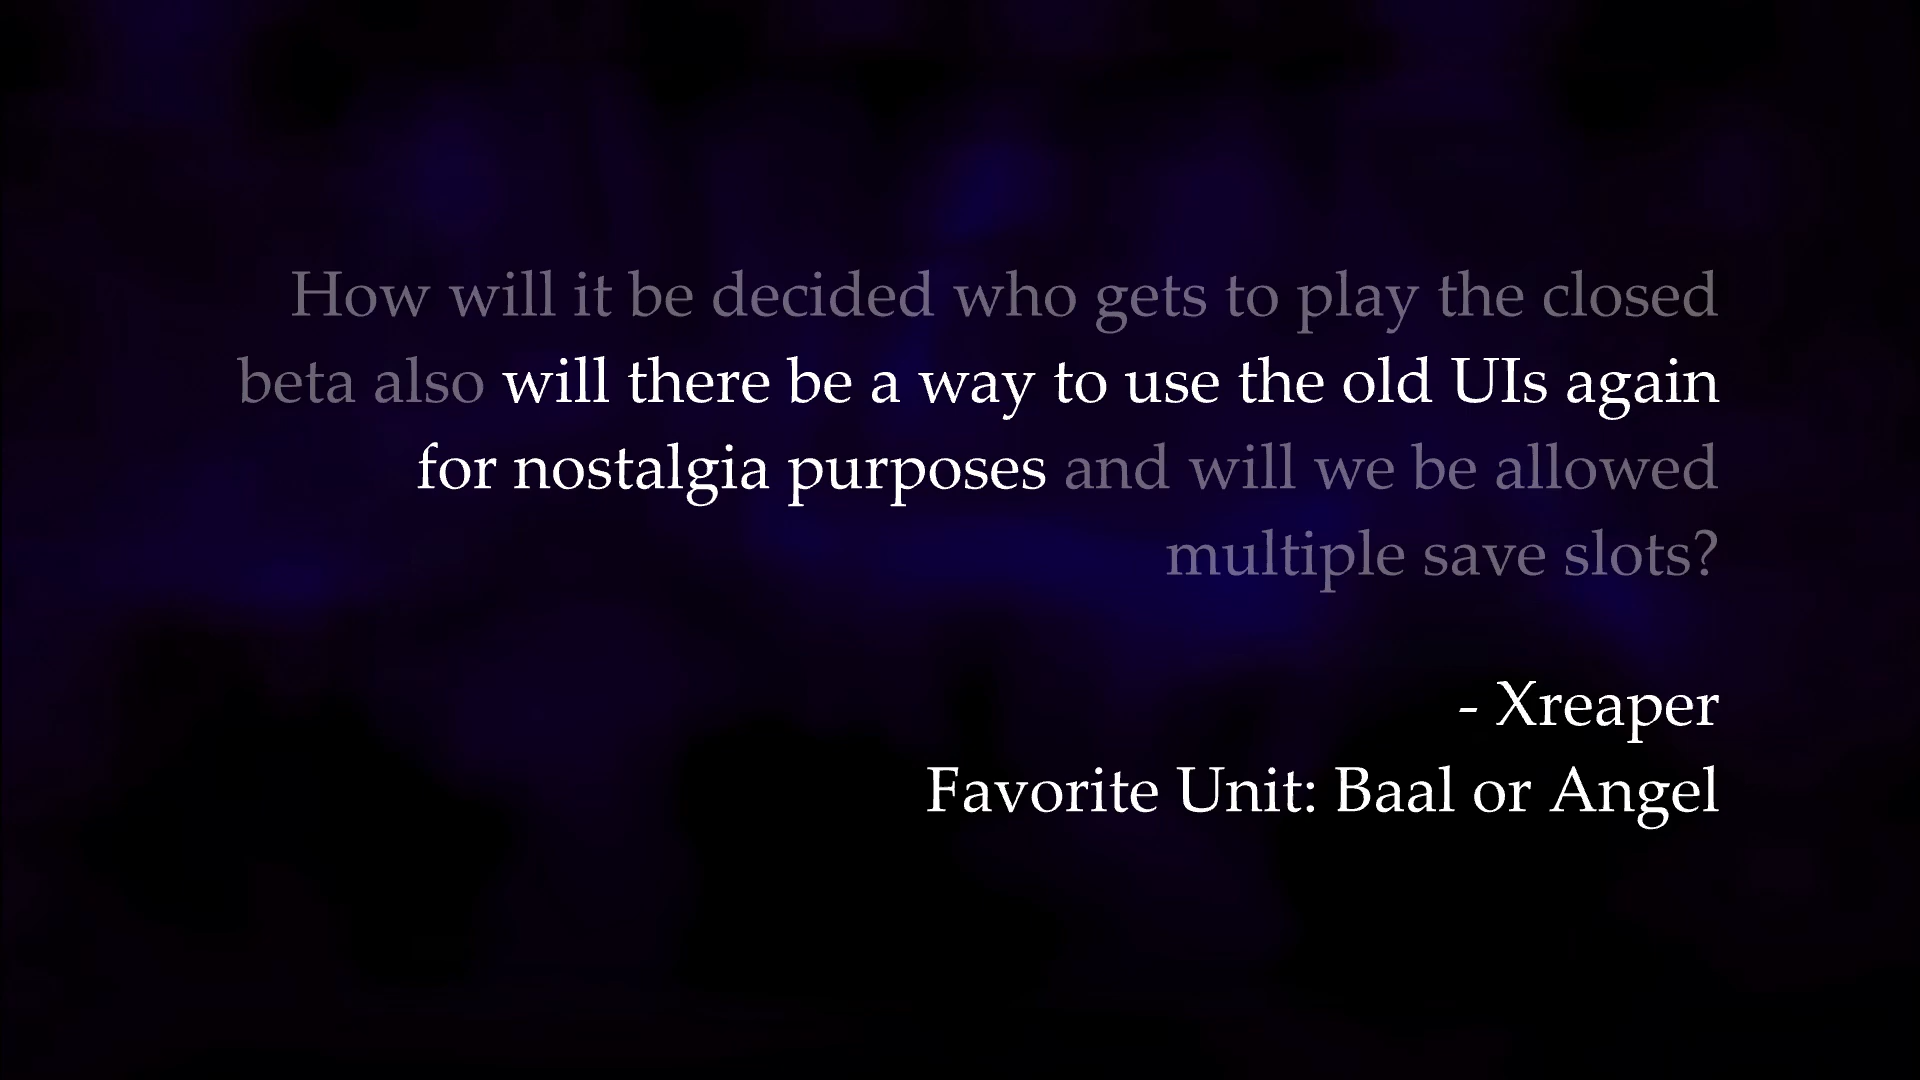 How will it be decided who gets to play the closed
beta also will there be a way to use the old UIs again
for nostalgia purposes and will we be allowed
multiple save slots?
- Xreaper
Favorite Unit: Baal or Angel